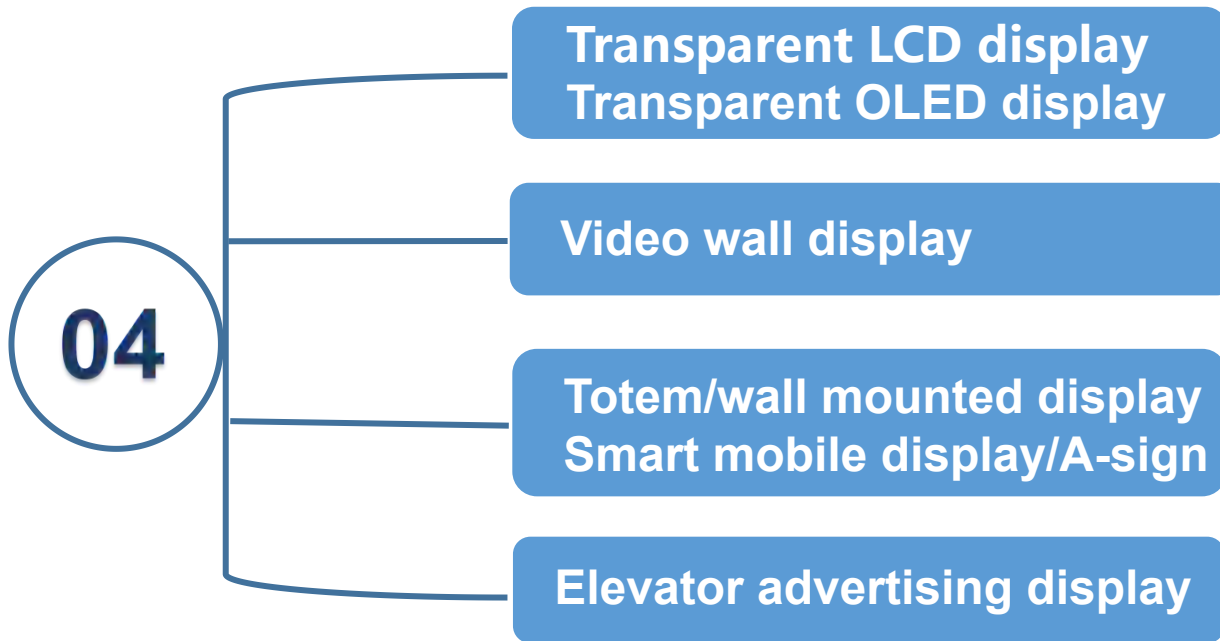 Transparent LCD display
Transparent OLED display
Video wall display
04
Totem/wall mounted display
Smart mobile display/A-sign
Elevator advertising display